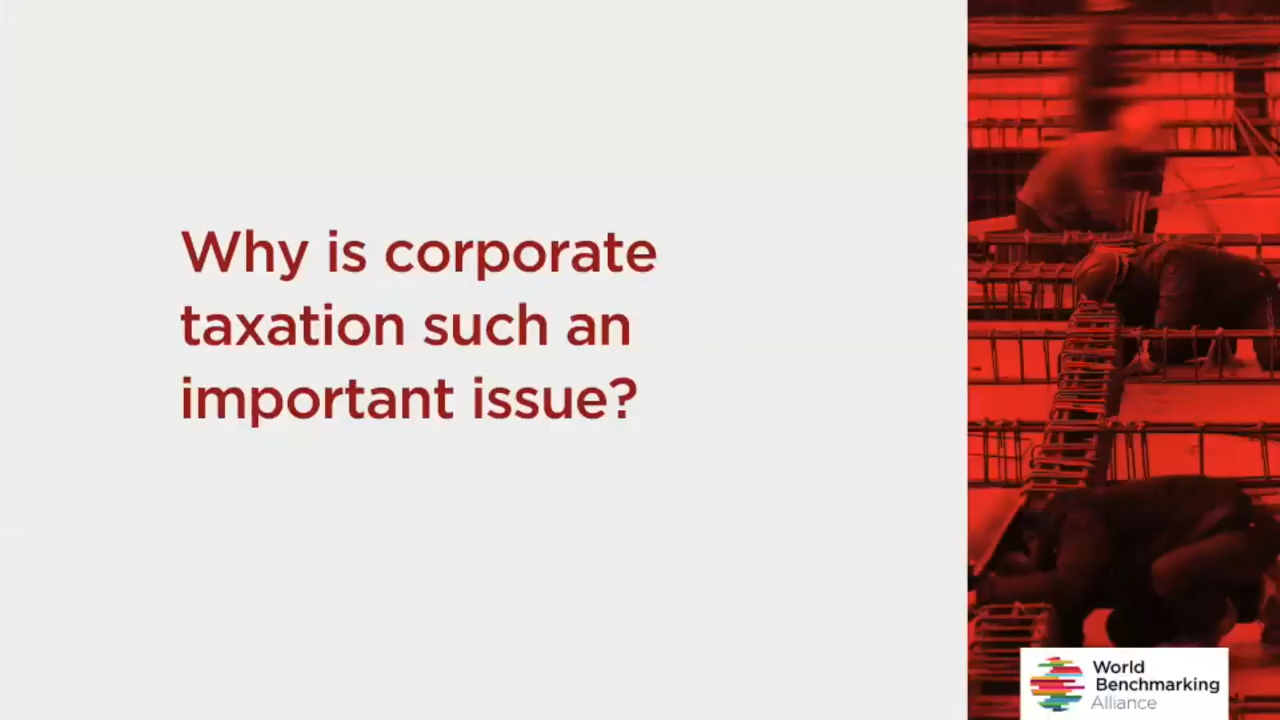 Why is corporate
taxation such an
important issue?
World
Benchmarking
Alliance